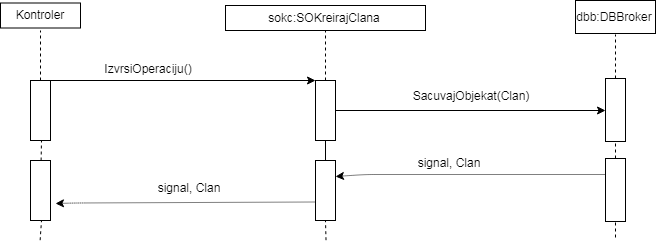 Kontroler
sokc:SOKreirajClana
dbb:DBBroker
IzvrsiOperaciju()
SacuvajObjekat(Clan)
signal, Clan
signal, Clan